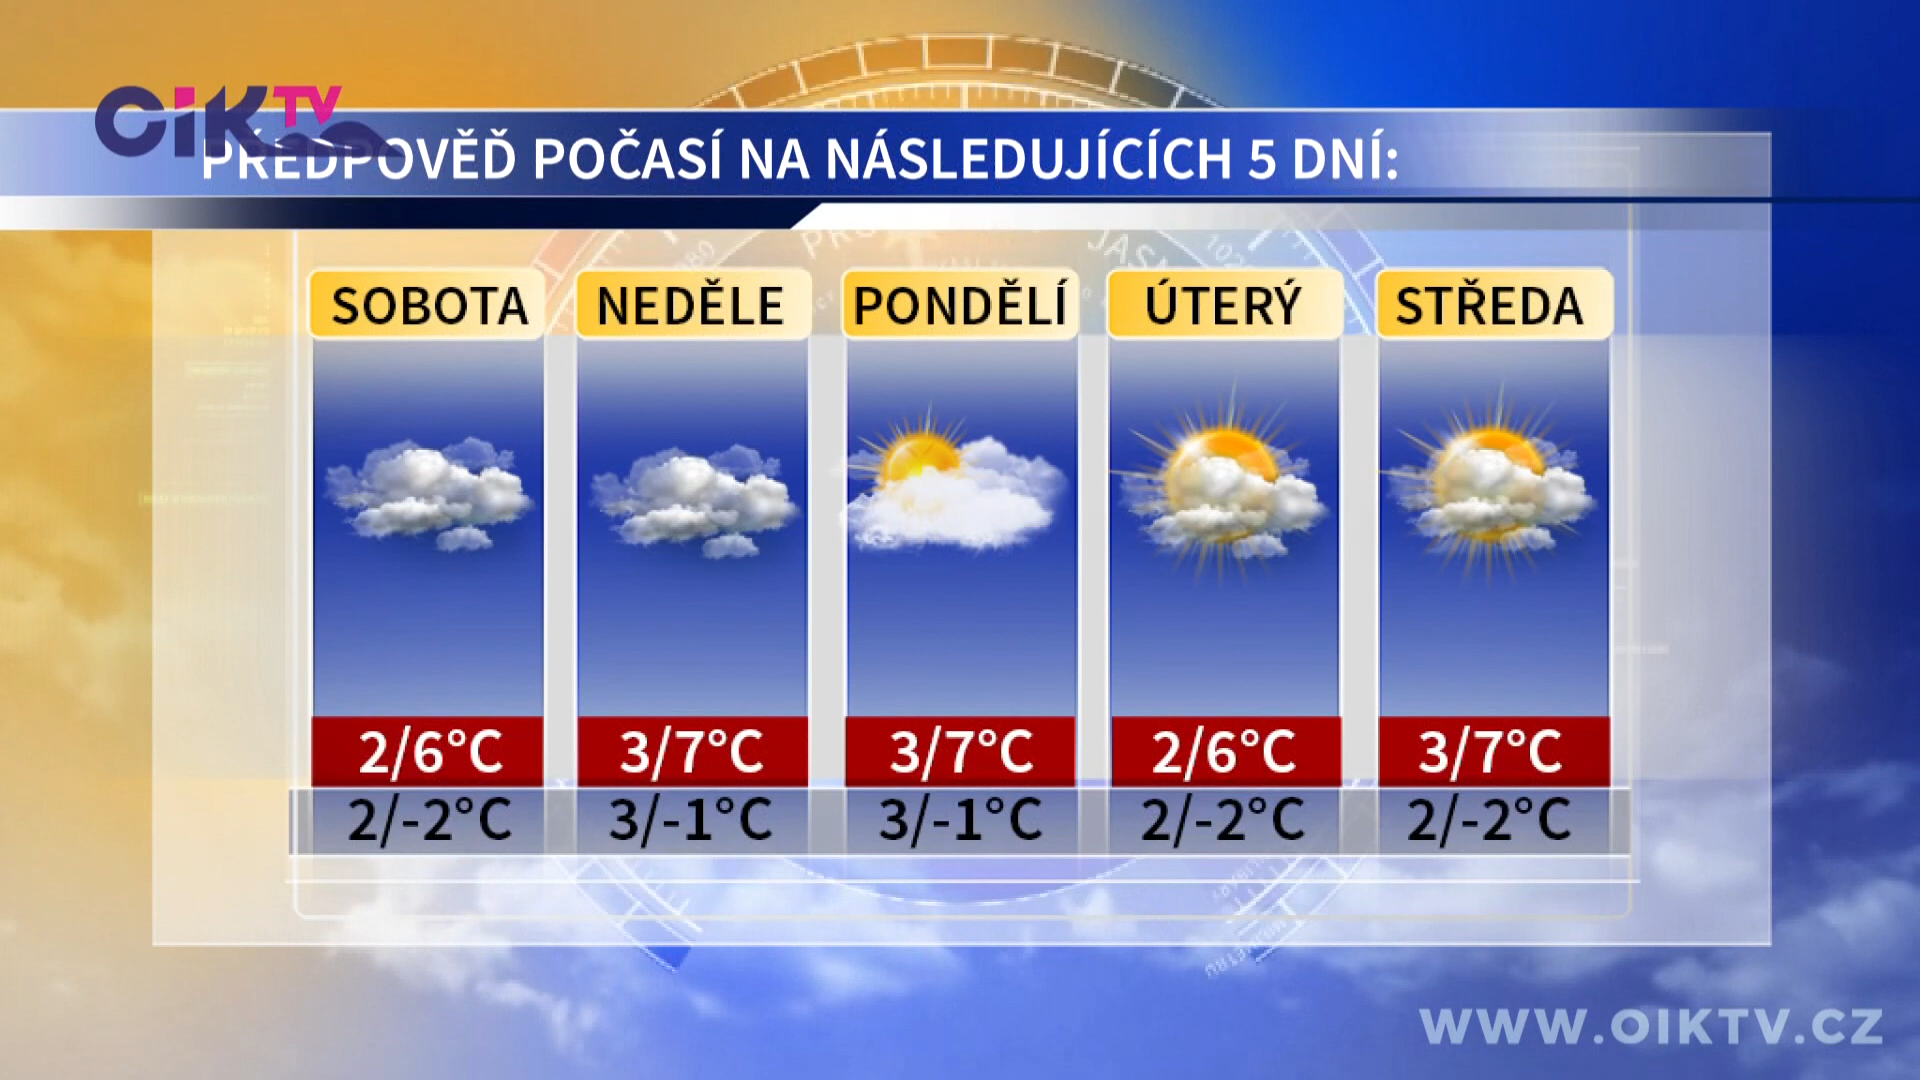 OiK TV
PŘEDPOVĚĎ POČASÍ NA NÁSLEDUJÍCÍCH 5 DNÍ:
SOBOTA NEDĚLE PONDĚLÍ ÚTERÝ STŘEDA
2/6°C 3/7°C 3/7°C 2/6°C 3/7°C
2/-2°C 3/-1°C 3/-1°C 2/-2°C 2/-2°C
WWW.OIKTV.CZ